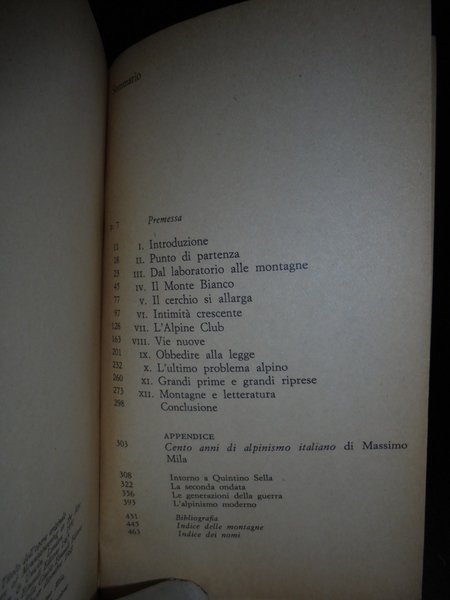 Sommario
p. 7 Premessa
11 I. Introduzione
18 II. Punto di partenza
25 III. Dal laboratorio alle montagne
45 IV. Il Monte Bianco
77 V. Il cerchio si allarga
97 VI. Intimità crescente
126 VII. L'Alpine Club
163 VIII. Vie nuove
201 IX. Obbedire alla legge
232 X. L'ultimo problema alpino
260 XI. Grandi prime e grandi riprese
273 XII. Montagne e letteratura
298 Conclusione
APPENDICE
303 Cento anni di alpinismo italiano di Massimo
Mila
308 Intorno a Quintino Sella
322 La seconda ondata
336 Le generazioni della guerra
393 L'alpinismo moderno
431 Bibliografia
445 Indice delle montagne
463 Indice dei nomi